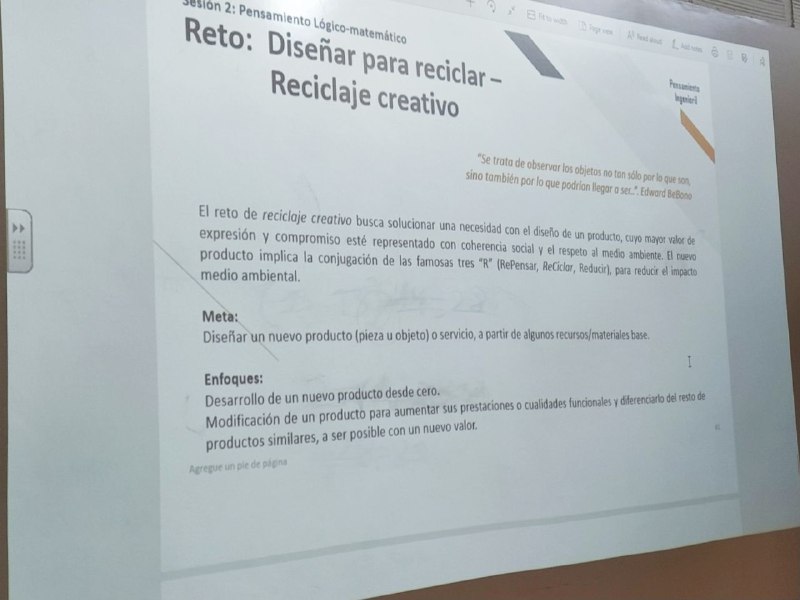 Sesión 2: Pensamiento Lógico-matemático
Fit to width
Page view
Read aloud
Add notes
Reto: Diseñar para reciclar –
Reciclaje creativo
Pensamiento
Ingenieril
"Se trata de observar los objetos no tan sólo por lo que son,
sino también por lo que podrían llegar a ser..". Edward BeBono
El reto de reciclaje creativo busca solucionar una necesidad con el diseño de un producto, cuyo mayor valor de
expresión y compromiso esté representado con coherencia social y el respeto al medio ambiente. El nuevo
producto implica la conjugación de las famosas tres "R" (RePensar, ReCiclar, Reducir), para reducir el impacto
medio ambiental.
Meta:
Diseñar un nuevo producto (pieza u objeto) o servicio, a partir de algunos recursos/materiales base.
Enfoques:
Desarrollo de un nuevo producto desde cero.
Modificación de un producto para aumentar sus prestaciones o cualidades funcionales y diferenciarlo del resto de
productos similares, a ser posible con un nuevo valor.
Agregue un pie de página